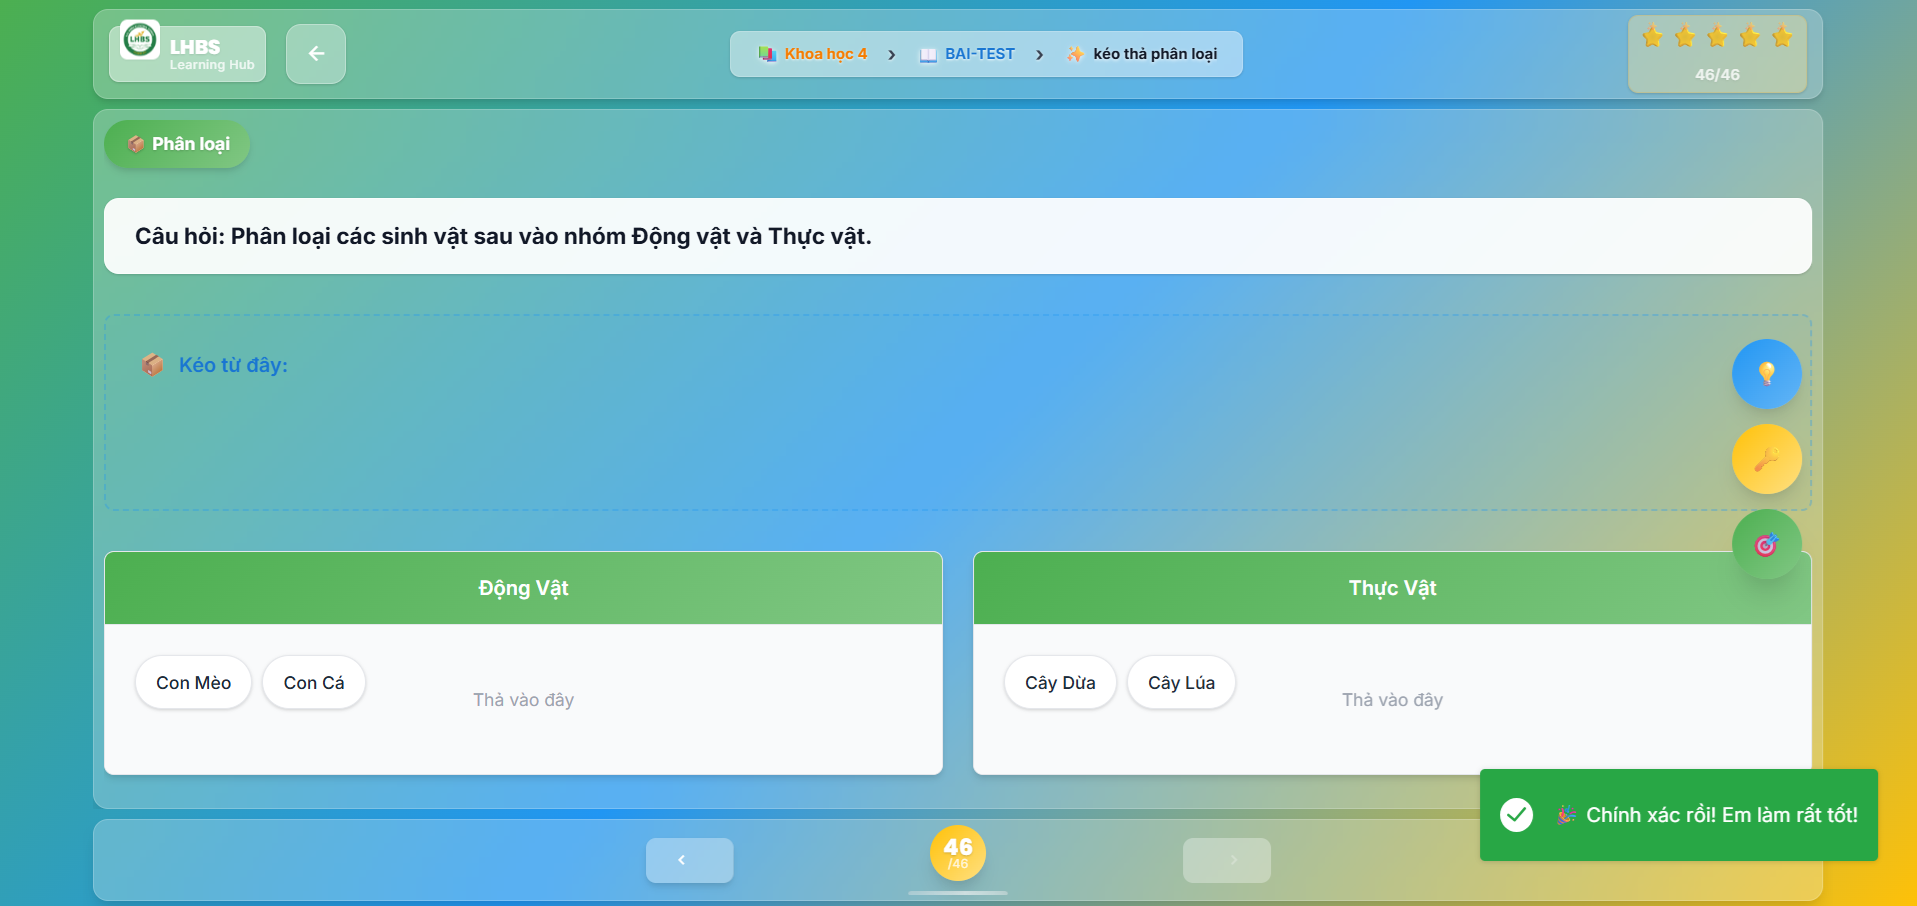 LHBS
LHBS
Learning Hub
Khoa học 4
BAI-TEST
kéo thả phân loại
46/46
Phân loại
Câu hỏi: Phân loại các sinh vật sau vào nhóm Động vật và Thực vật.
Kéo từ đây:
Động Vật
Con Mèo
Con Cá
Thả vào đây
Thực Vật
Cây Dừa
Cây Lúa
Thả vào đây
Chính xác rồi! Em làm rất tốt!
46
/46